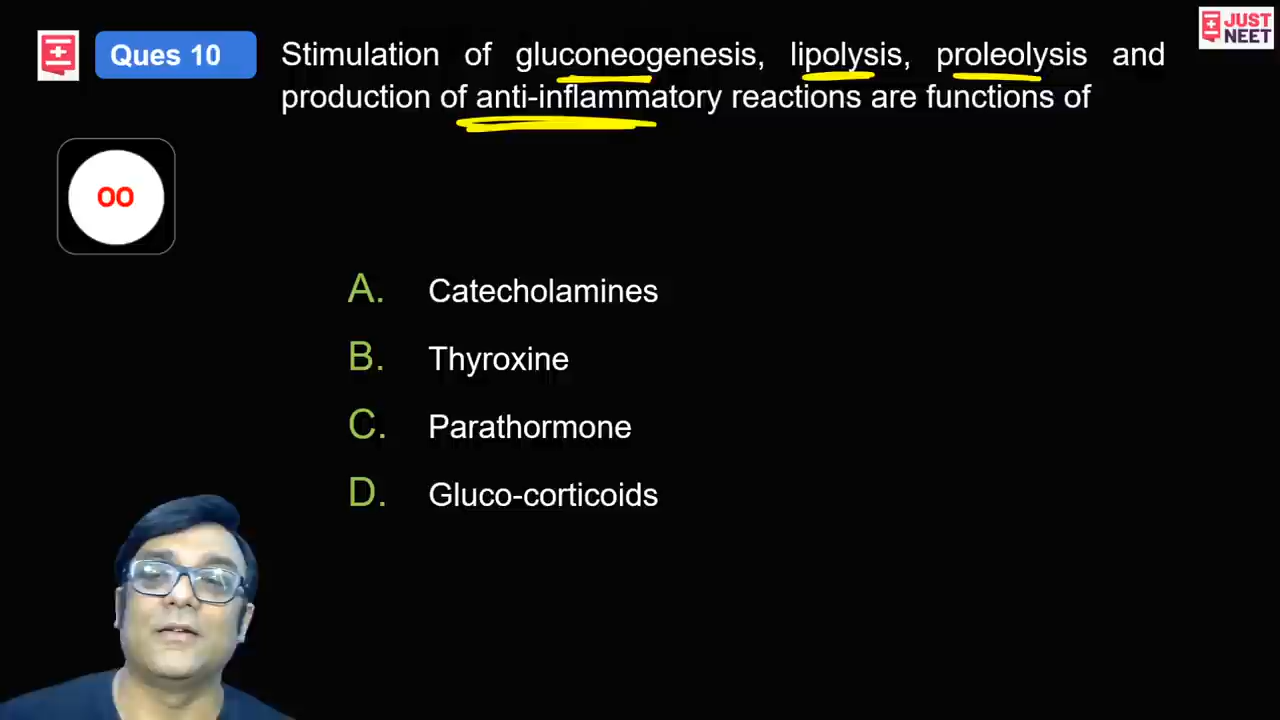 JUST
NEET
Ques 10
Stimulation of gluconeogenesis, lipolysis, proleolysis and
production of anti-inflammatory reactions are functions of
00
A. Catecholamines
B. Thyroxine
C. Parathormone
D. Gluco-corticoids